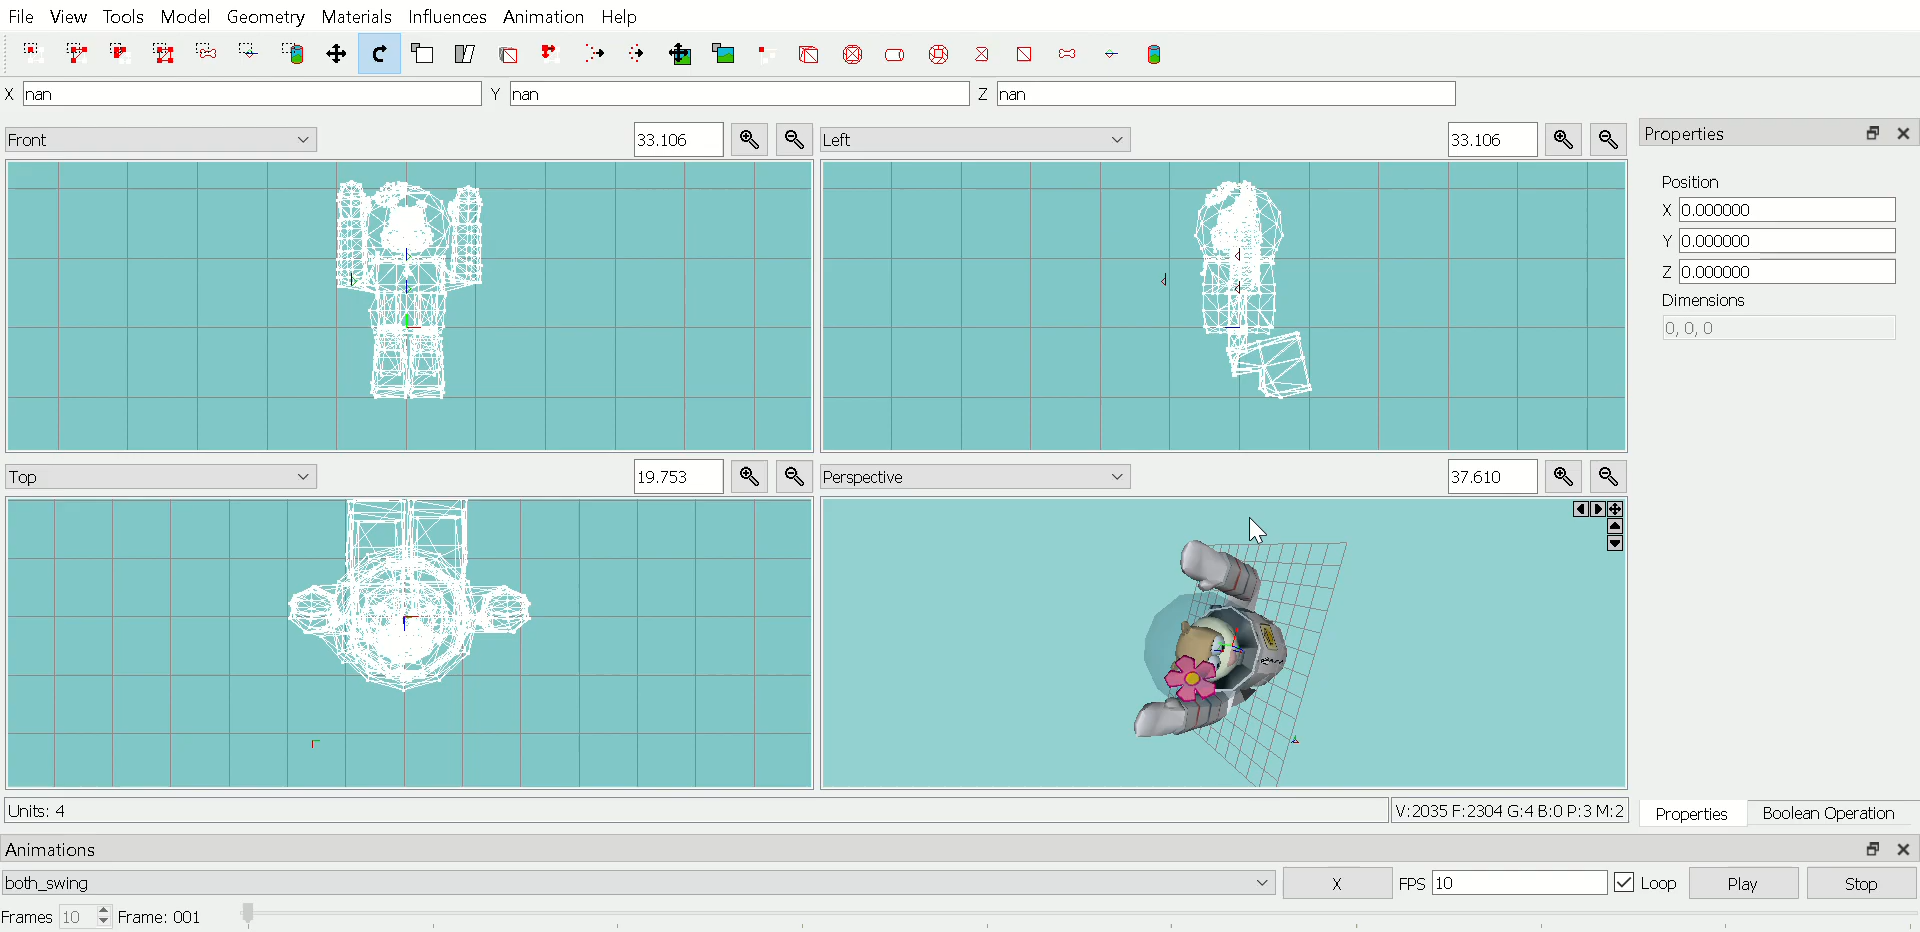 File View Tools Model Geometry Materials Influences Animation Help
X nan Y nan Z nan
Front 33.106 Left 33.106 Properties
Position
X 0.000000
Y 0.000000
Z 0.000000
Dimensions
0, 0, 0
Top 19.753 Perspective 37.610
Units: 4 V:2035 F:2304 G:4 B:0 P:3 M:2 Properties Boolean Operation
Animations
both_swing X FPS 10 Loop Play Stop
Frames 10 Frame: 001